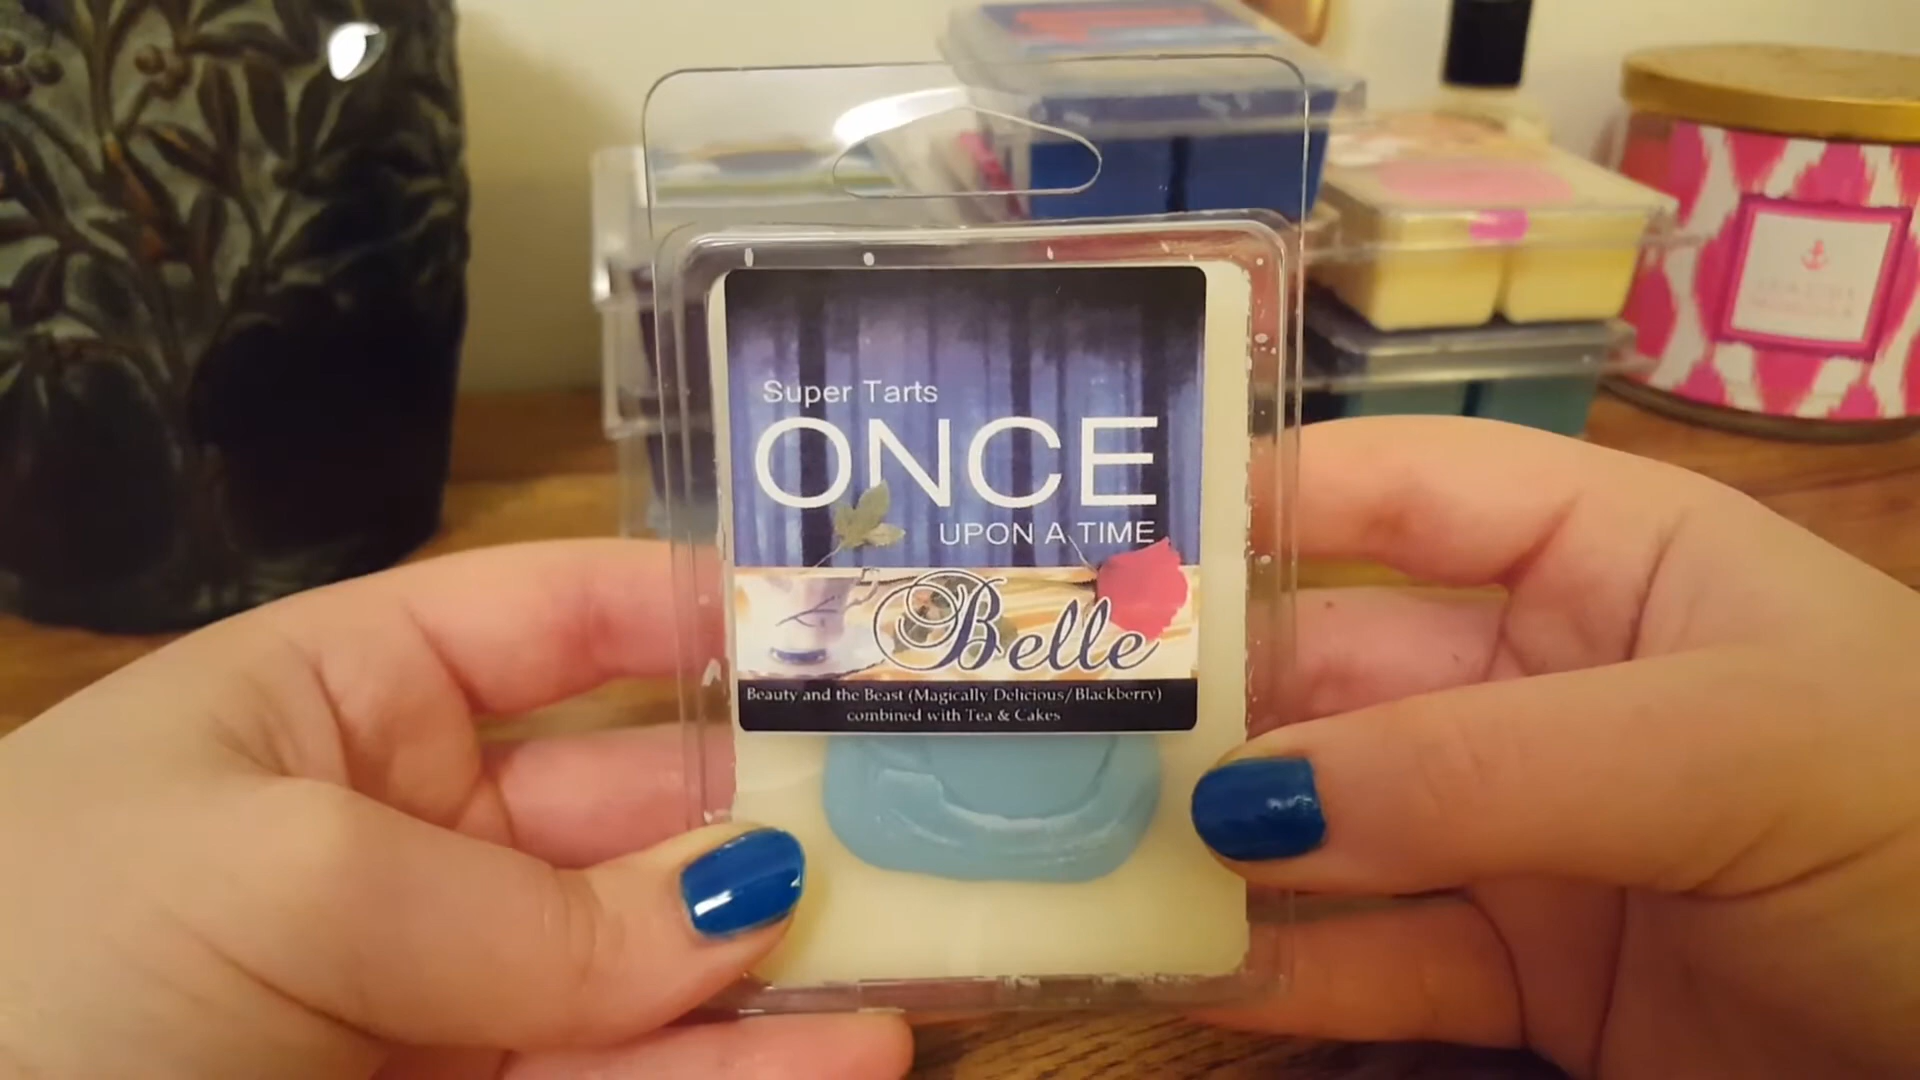 Super Tarts
ONCE
UPON A TIME
Belle
Beauty and the Beast (Magically Delicious/Blackberry)
combined with Tea & Cakes